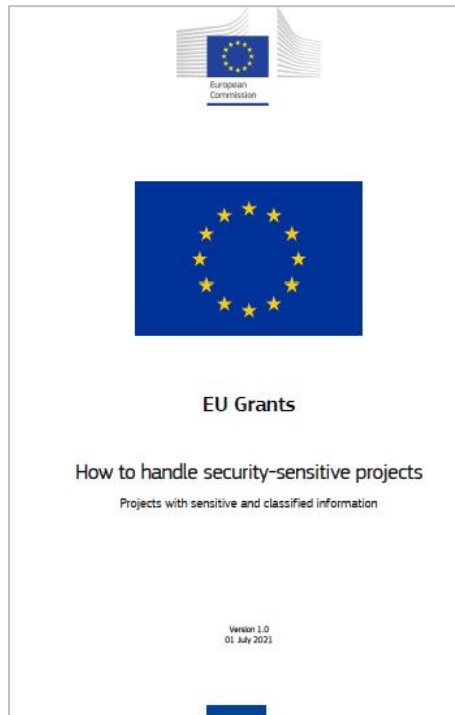 European
Commission
EU Grants
How to handle security-sensitive projects
Projects with sensitive and classified information
Version 1.0
01 July 2021